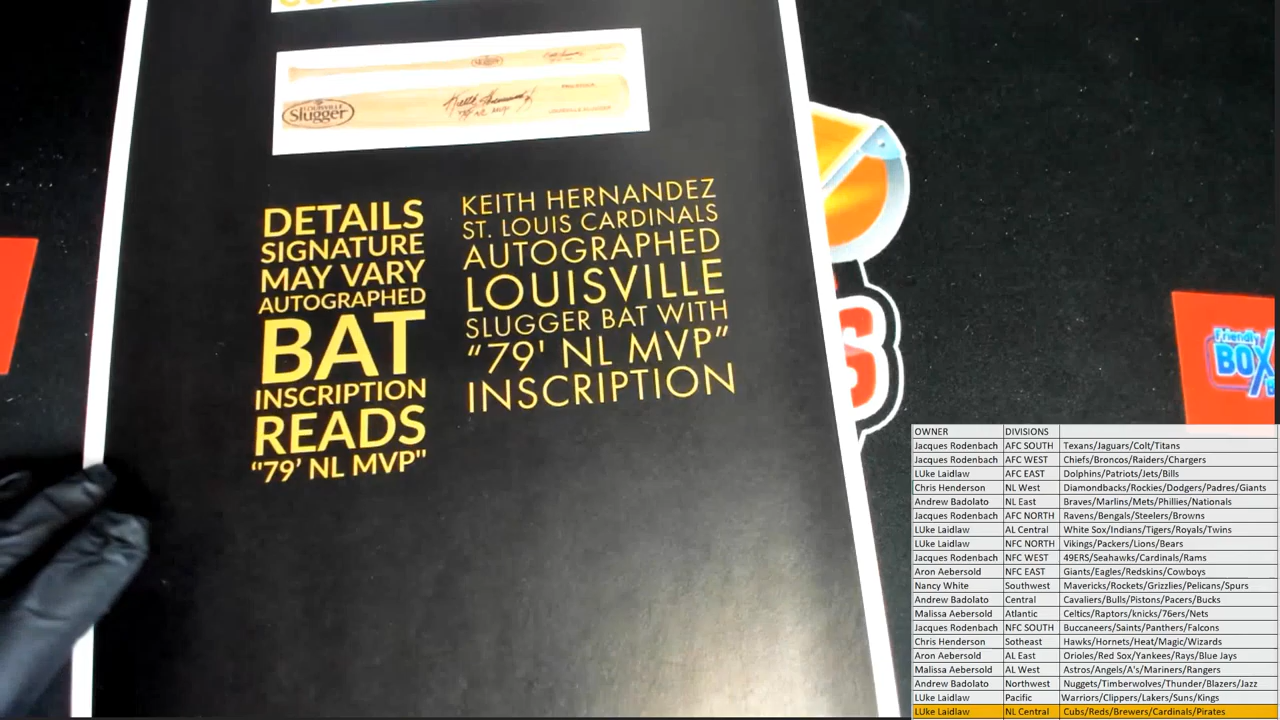 LOUISVILLE
Slugger
Keith Hernandez
'79' NL MVP
DETAILS
SIGNATURE
MAY VARY
AUTOGRAPHED
BAT
INSCRIPTION
READS
"79' NL MVP"
KEITH HERNANDEZ
ST. LOUIS CARDINALS
AUTOGRAPHED
LOUISVILLE
SLUGGER BAT WITH
"79' NL MVP"
INSCRIPTION
Friendly
BOX
OWNER DIVISIONS
Jacques Rodenbach AFC SOUTH Texans/Jaguars/Colt/Titans
Jacques Rodenbach AFC WEST Chiefs/Broncos/Raiders/Chargers
LUke Laidlaw AFC EAST Dolphins/Patriots/Jets/Bills
Chris Henderson NL West Diamondbacks/Rockies/Dodgers/Padres/Giants
Andrew Badolato NL East Braves/Marlins/Mets/Phillies/Nationals
Jacques Rodenbach AFC NORTH Ravens/Bengals/Steelers/Browns
LUke Laidlaw AL Central White Sox/Indians/Tigers/Royals/Twins
LUke Laidlaw NFC NORTH Vikings/Packers/Lions/Bears
Jacques Rodenbach NFC WEST 49ERS/Seahawks/Cardinals/Rams
Aron Aebersold NFC EAST Giants/Eagles/Redskins/Cowboys
Nancy White Southwest Mavericks/Rockets/Grizzlies/Pelicans/Spurs
Andrew Badolato Central Cavaliers/Bulls/Pistons/Pacers/Bucks
Malissa Aebersold Atlantic Celtics/Raptors/knicks/76ers/Nets
Jacques Rodenbach NFC SOUTH Buccaneers/Saints/Panthers/Falcons
Chris Henderson Sotheast Hawks/Hornets/Heat/Magic/Wizards
Aron Aebersold AL East Orioles/Red Sox/Yankees/Rays/Blue Jays
Malissa Aebersold AL West Astros/Angels/A's/Mariners/Rangers
Andrew Badolato Northwest Nuggets/Timberwolves/Thunder/Blazers/Jazz
LUke Laidlaw Pacific Warriors/Clippers/Lakers/Suns/Kings
LUke Laidlaw NL Central Cubs/Reds/Brewers/Cardinals/Pirates